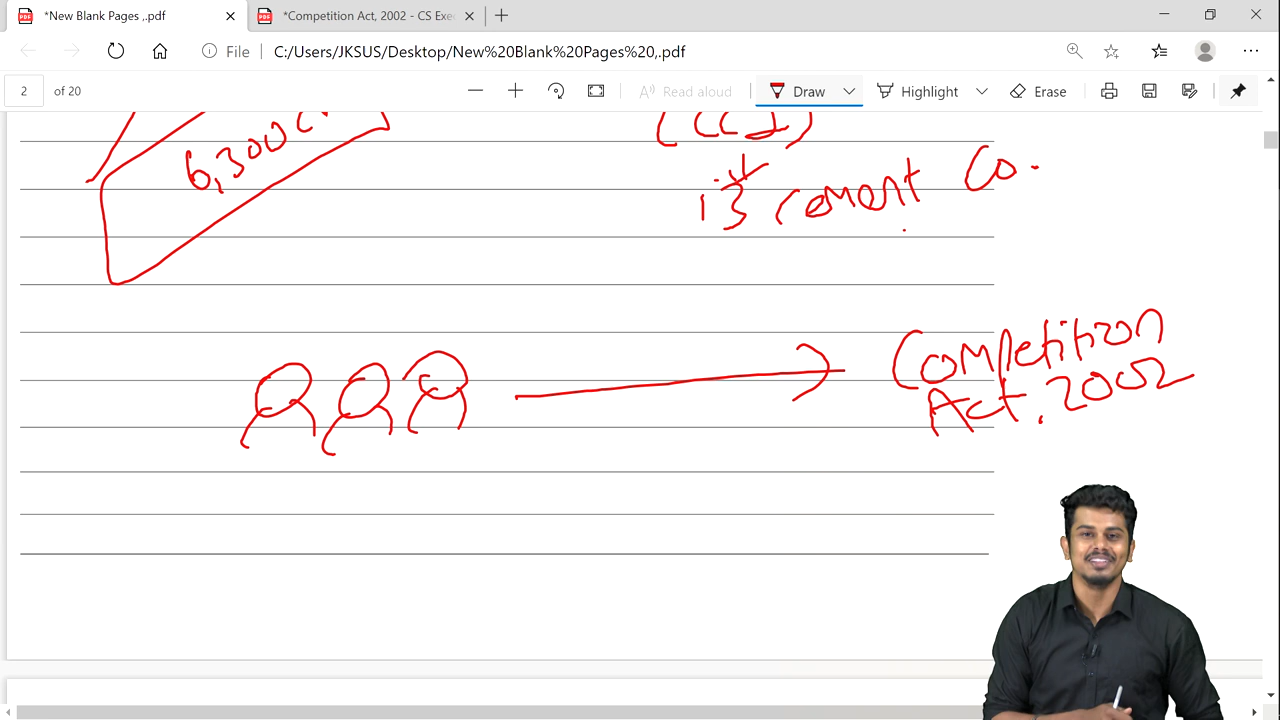 *New Blank Pages ,.pdf
*Competition Act, 2002 - CS Exe
File
C:/Users/JKSUS/Desktop/New%20Blank%20Pages%20,.pdf
2 of 20
Read aloud
Draw
Highlight
Erase
6,300
(CCI)
13 cement Co.
Competition
Act, 2002